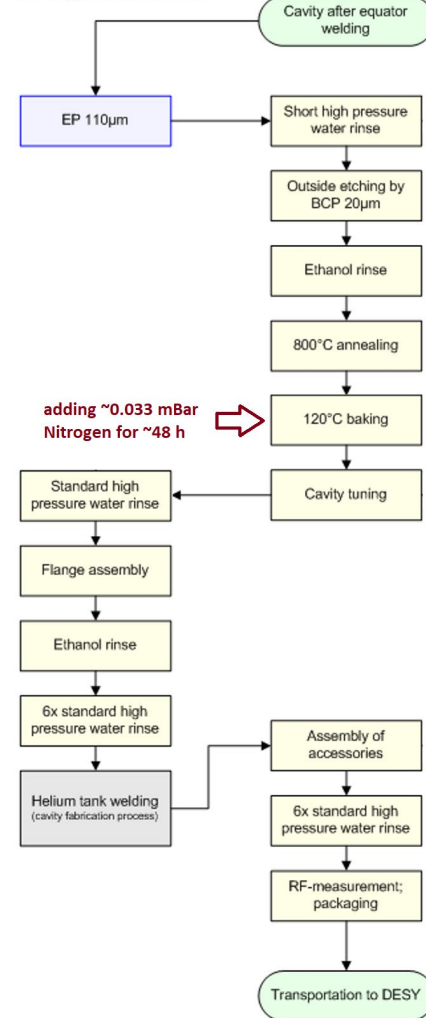 Cavity after equator
welding
EP 110µm
Short high pressure
water rinse
Outside etching by
BCP 20µm
Ethanol rinse
800°C annealing
adding ~0.033 mBar
Nitrogen for ~48 h
120°C baking
Cavity tuning
Standard high
pressure water rinse
Flange assembly
Ethanol rinse
6x standard high
pressure water rinse
Helium tank welding
(cavity fabrication process)
Assembly of
accessories
6x standard high
pressure water rinse
RF-measurement;
packaging
Transportation to DESY